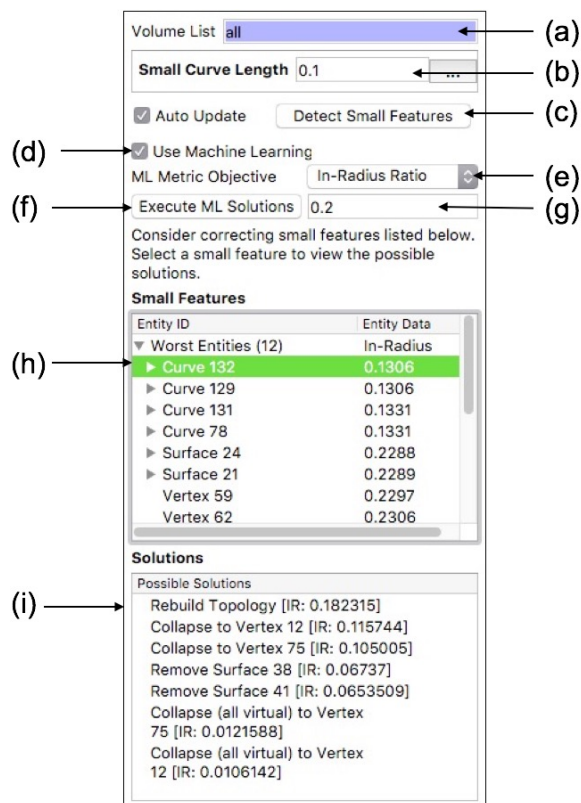 Volume List all (a)
Small Curve Length 0.1 ... (b)
Auto Update Detect Small Features (c)
(d) Use Machine Learning
ML Metric Objective In-Radius Ratio (e)
(f) Execute ML Solutions 0.2 (g)
Consider correcting small features listed below.
Select a small feature to view the possible
solutions.
Small Features
Entity ID Entity Data
Worst Entities (12) In-Radius
(h) Curve 132 0.1306
Curve 129 0.1306
Curve 131 0.1331
Curve 78 0.1331
Surface 24 0.2288
Surface 21 0.2289
Vertex 59 0.2297
Vertex 62 0.2306
Solutions
Possible Solutions
(i) Rebuild Topology [IR: 0.182315]
Collapse to Vertex 12 [IR: 0.115744]
Collapse to Vertex 75 [IR: 0.105005]
Remove Surface 38 [IR: 0.06737]
Remove Surface 41 [IR: 0.0653509]
Collapse (all virtual) to Vertex
75 [IR: 0.0121588]
Collapse (all virtual) to Vertex
12 [IR: 0.0106142]